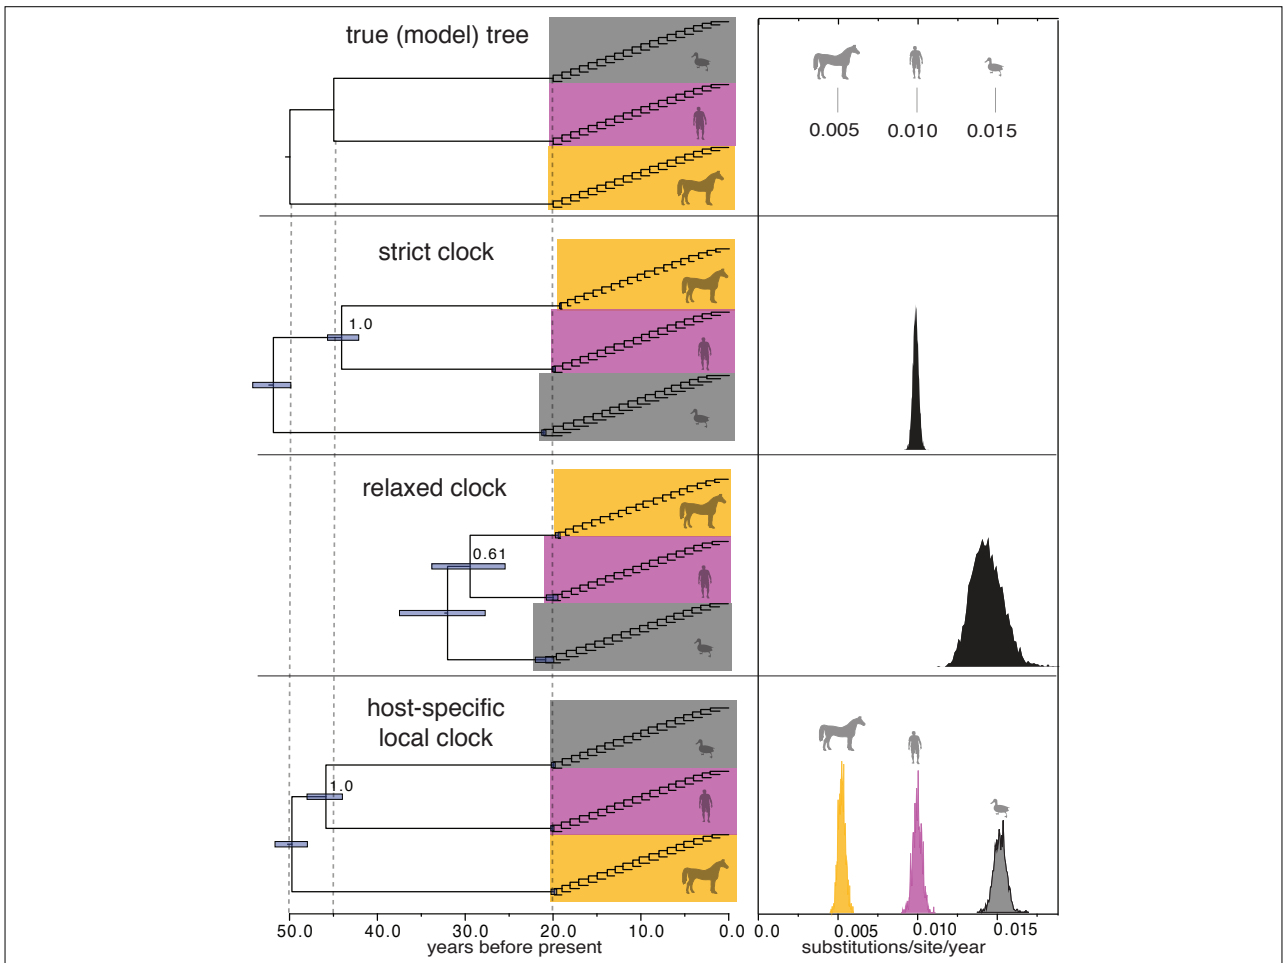 true (model) tree
0.005 0.010 0.015
strict clock
1.0
relaxed clock
0.61
host-specific
local clock
1.0
50.0 40.0 30.0 20.0 10.0 0.0 0.0 0.005 0.010 0.015
years before present substitutions/site/year